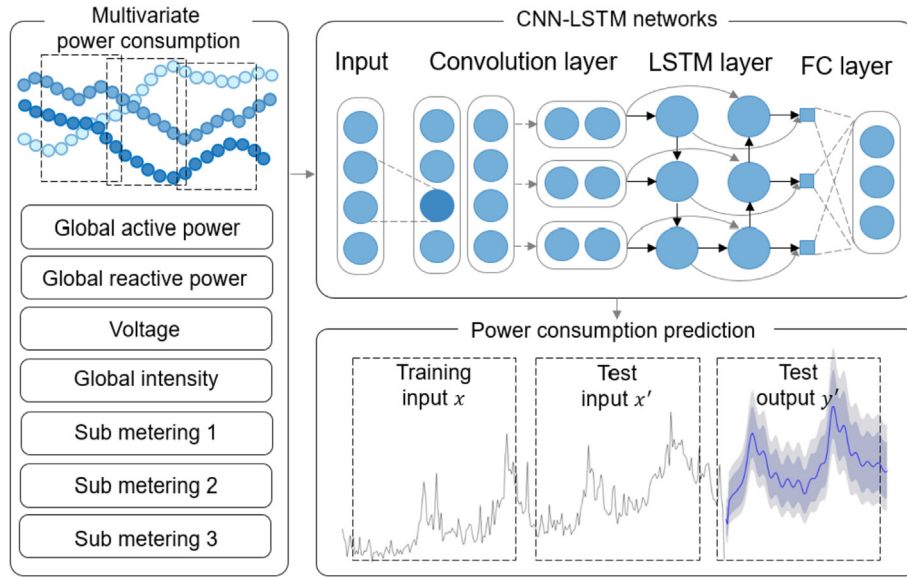 Multivariate
power consumption
Global active power
Global reactive power
Voltage
Global intensity
Sub metering 1
Sub metering 2
Sub metering 3
CNN-LSTM networks
Input
Convolution layer
LSTM layer
FC layer
Power consumption prediction
Training
input x
Test
input x′
Test
output y′